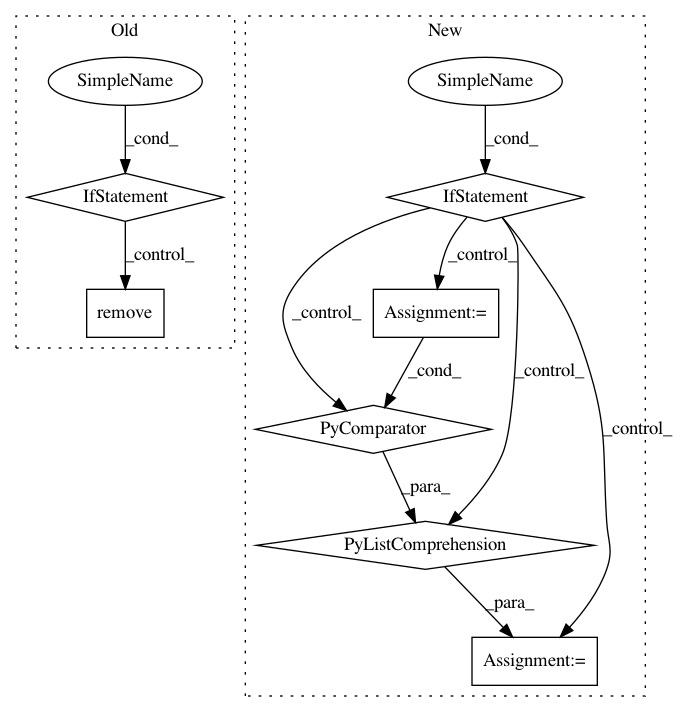 Old
New
SimpleName
SimpleName
_cond_
_cond_
IfStatement
IfStatement
_control_
_control_
remove
_control_
Assignment:=
_control_
_control_
_cond_
PyComparator
_para_
PyListComprehension
_para_
Assignment:=